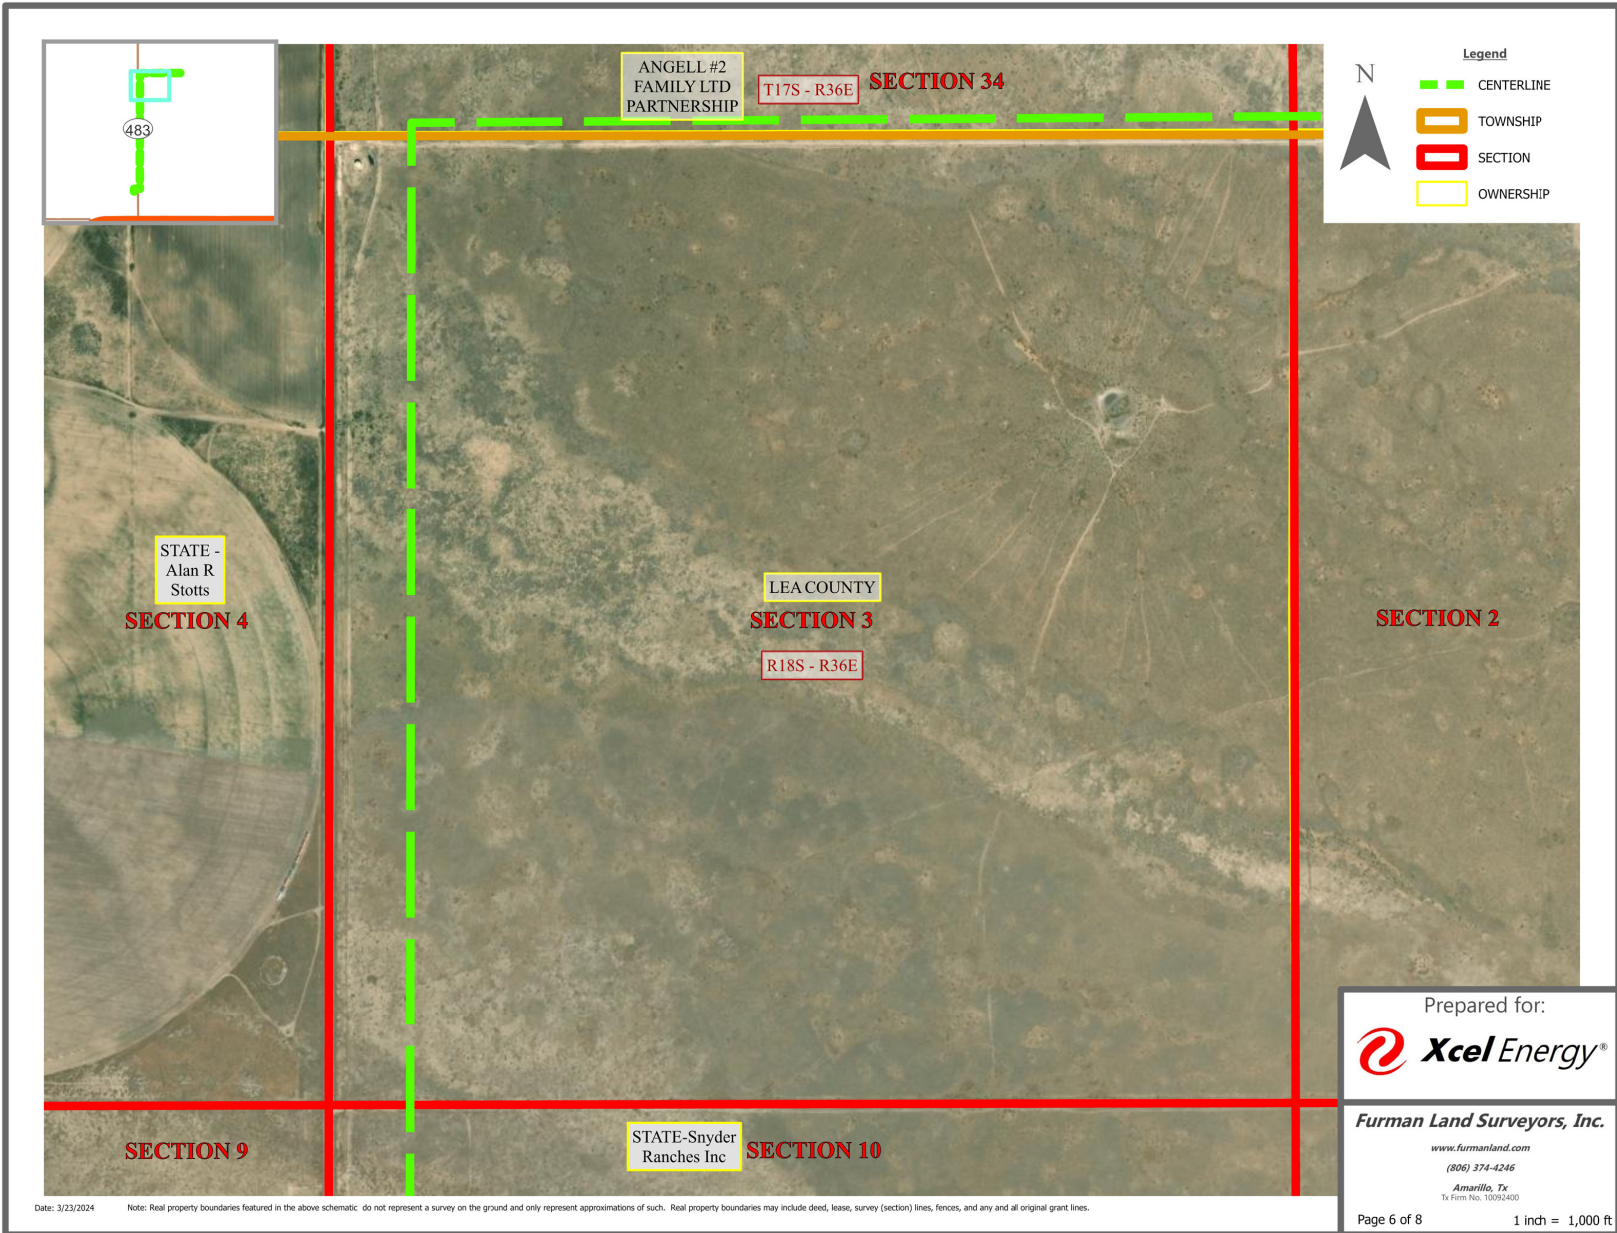 483
ANGELL #2
FAMILY LTD
PARTNERSHIP
T17S - R36E
SECTION 34
N
Legend
CENTERLINE
TOWNSHIP
SECTION
OWNERSHIP
STATE -
Alan R
Stotts
SECTION 4
LEA COUNTY
SECTION 3
R18S - R36E
SECTION 2
SECTION 9
STATE-Snyder
Ranches Inc
SECTION 10
Prepared for:
Xcel Energy®
Furman Land Surveyors, Inc.
www.furmanland.com
(806) 374-4246
Amarillo, Tx
Tx Firm No. 10092400
Page 6 of 8
1 inch = 1,000 ft
Date: 3/23/2024
Note: Real property boundaries featured in the above schematic do not represent a survey on the ground and only represent approximations of such. Real property boundaries may include deed, lease, survey (section) lines, fences, and any and all original grant lines.